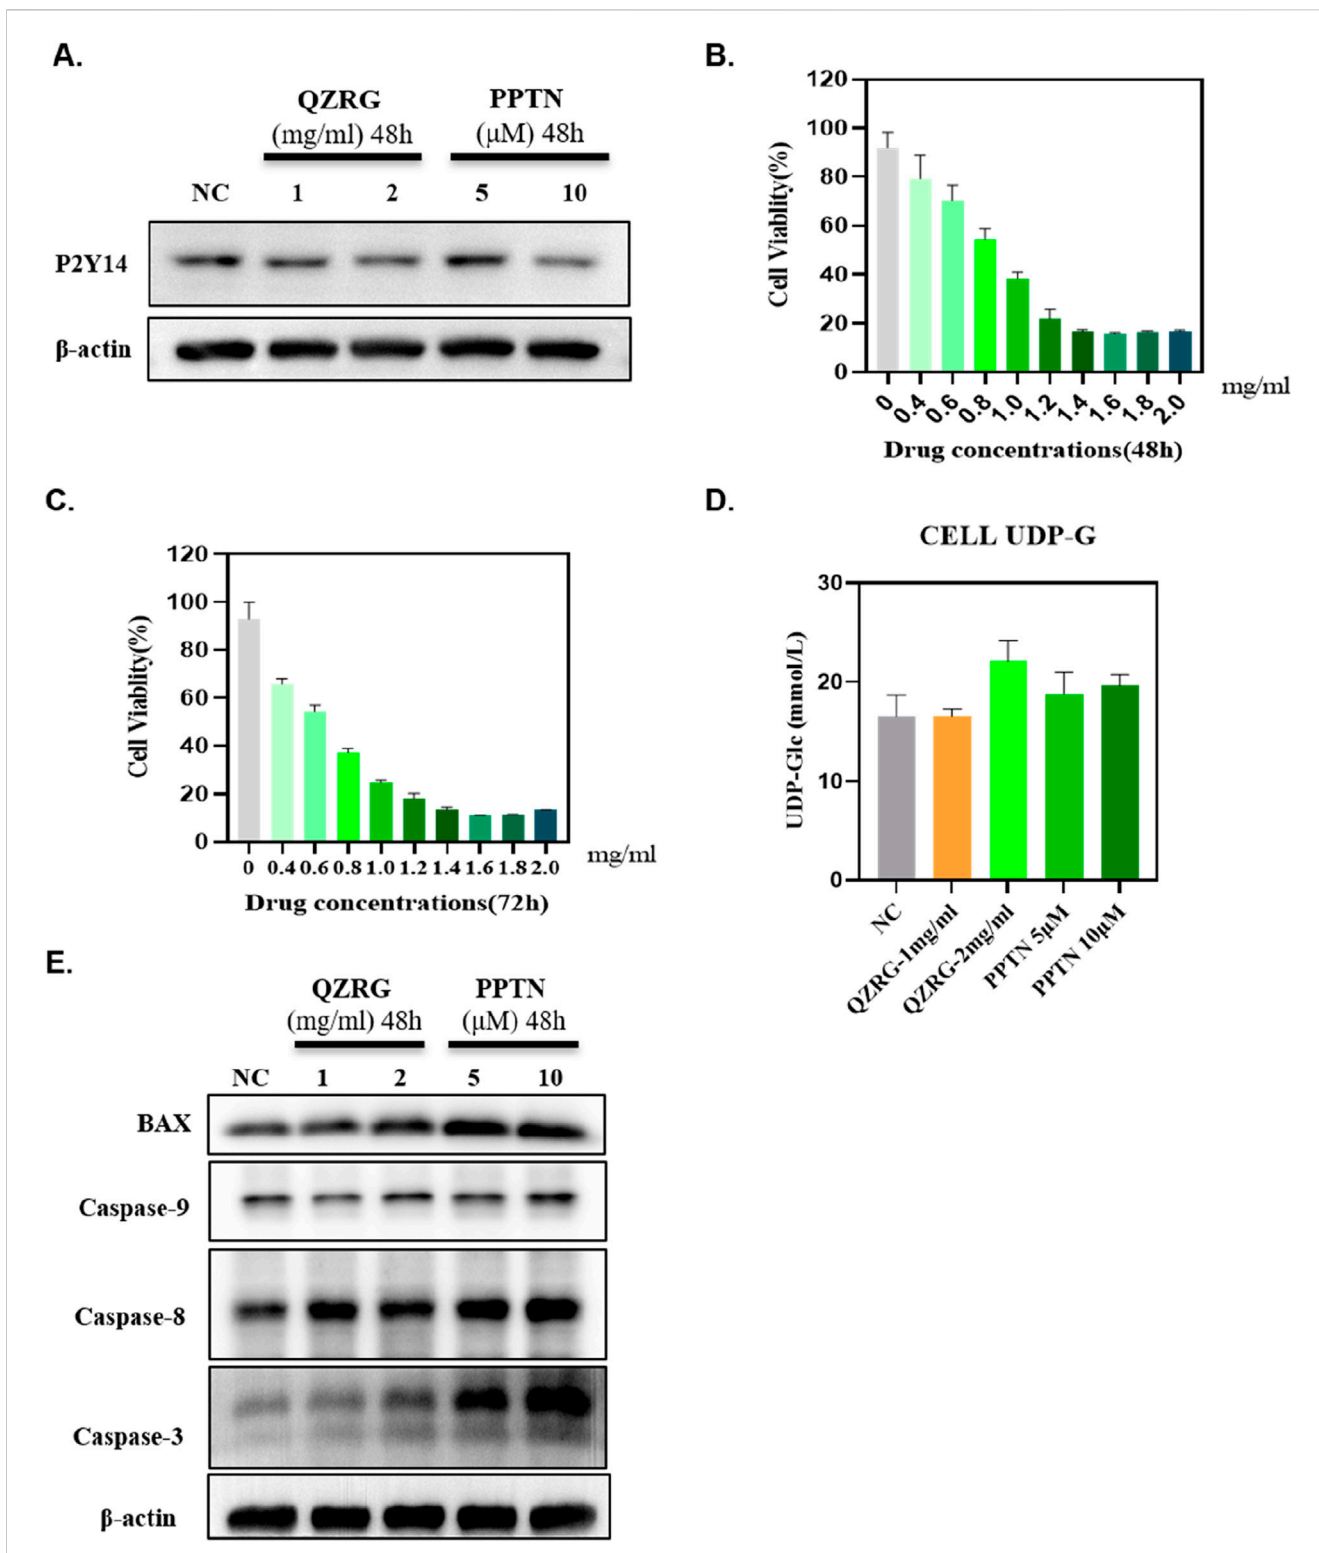 A.
QZRG
(mg/ml) 48h
PPTN
(μM) 48h
NC 1 2 5 10
P2Y14
β-actin
B.
120
100
80
60
40
20
0
Cell Viablity(%)
0 0.4 0.6 0.8 1.0 1.2 1.4 1.6 1.8 2.0
mg/ml
Drug concentrations(48h)
C.
120
100
80
60
40
20
0
Cell Viablity(%)
0 0.4 0.6 0.8 1.0 1.2 1.4 1.6 1.8 2.0
mg/ml
Drug concentrations(72h)
D.
CELL UDP-G
30
20
10
0
UDP-Glc (mmol/L)
NC
QZRG-1mg/ml
QZRG-2mg/ml
PPTN 5μM
PPTN 10μM
E.
QZRG
(mg/ml) 48h
PPTN
(μM) 48h
NC 1 2 5 10
BAX
Caspase-9
Caspase-8
Caspase-3
β-actin